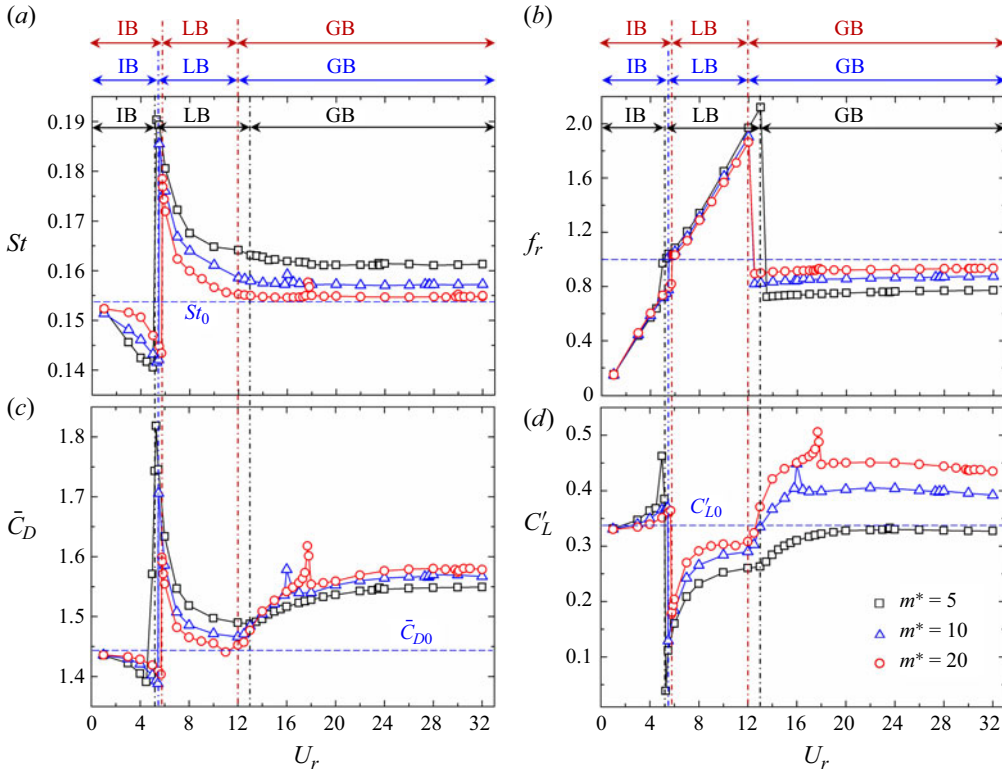 (a) (b)
IB LB GB IB LB GB
IB LB GB IB LB GB
IB LB GB IB LB GB
0.19
0.18
0.17
0.16
0.15
0.14
St
St0
2.0
1.6
1.2
0.8
0.4
0
fr
(c) (d)
1.8
1.7
1.6
1.5
1.4
C̄D
C̄D0
0.5
0.4
0.3
0.2
0.1
C′L
C′L0
m* = 5
m* = 10
m* = 20
0 4 8 12 16 20 24 28 32 0 4 8 12 16 20 24 28 32
Ur Ur